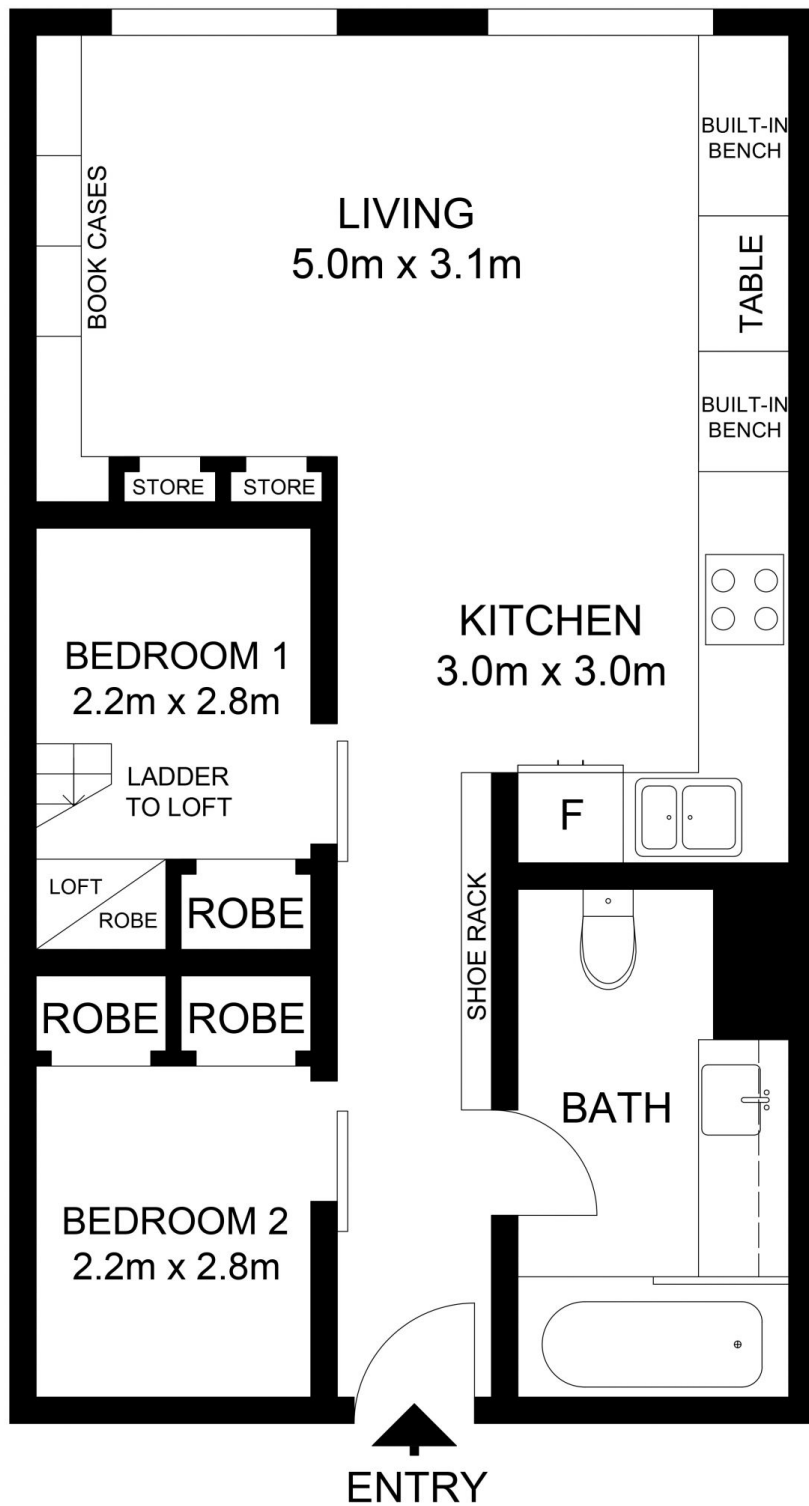 BUILT-IN
BENCH
BOOK CASES
LIVING
5.0m x 3.1m
TABLE
BUILT-IN
BENCH
STORE
STORE
KITCHEN
3.0m x 3.0m
BEDROOM 1
2.2m x 2.8m
LADDER
TO LOFT
F
LOFT
ROBE
ROBE
SHOE RACK
ROBE
ROBE
BATH
BEDROOM 2
2.2m x 2.8m
ENTRY